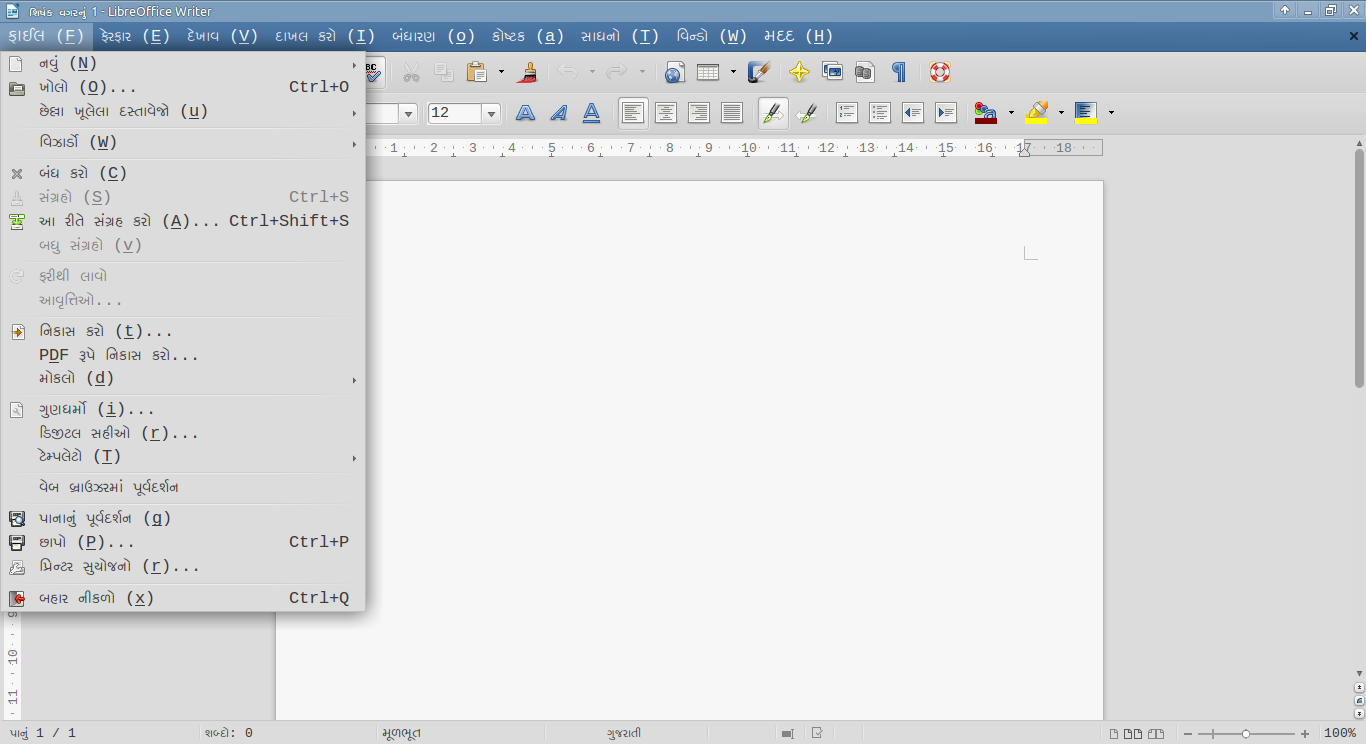 શિર્ષક વગરનું 1 - LibreOffice Writer
ફાઈલ (F) ફેરફાર (E) દેખાવ (V) દાખલ કરો (I) બંધારણ (o) કોષ્ટક (a) સાધનો (T) વિન્ડો (W) મદદ (H)
નવું (N)
ખોલો (O)... Ctrl+O
છેલ્લા ખૂલેલા દસ્તાવેજો (u)
વિઝાર્ડો (W)
બંધ કરો (C)
સંગ્રહો (S) Ctrl+S
આ રીતે સંગ્રહ કરો (A)... Ctrl+Shift+S
બધુ સંગ્રહો (v)
ફરીથી લાવો
આવૃત્તિઓ...
નિકાસ કરો (t)...
PDF રૂપે નિકાસ કરો...
મોકલો (d)
ગુણધર્મો (i)...
ડિજીટલ સહીઓ (r)...
ટેમ્પલેટો (T)
વેબ બ્રાઉઝરમાં પૂર્વદર્શન
પાનાનું પૂર્વદર્શન (g)
છાપો (P)... Ctrl+P
પ્રિન્ટર સુયોજનો (r)...
બહાર નીકળો (x) Ctrl+Q
ABC
12
1 2 3 4 5 6 7 8 9 10 11 12 13 14 15 16 17 18
9
10
11
પાનું 1 / 1 શબ્દો: 0 મૂળભૂત ગુજરાતી 100%